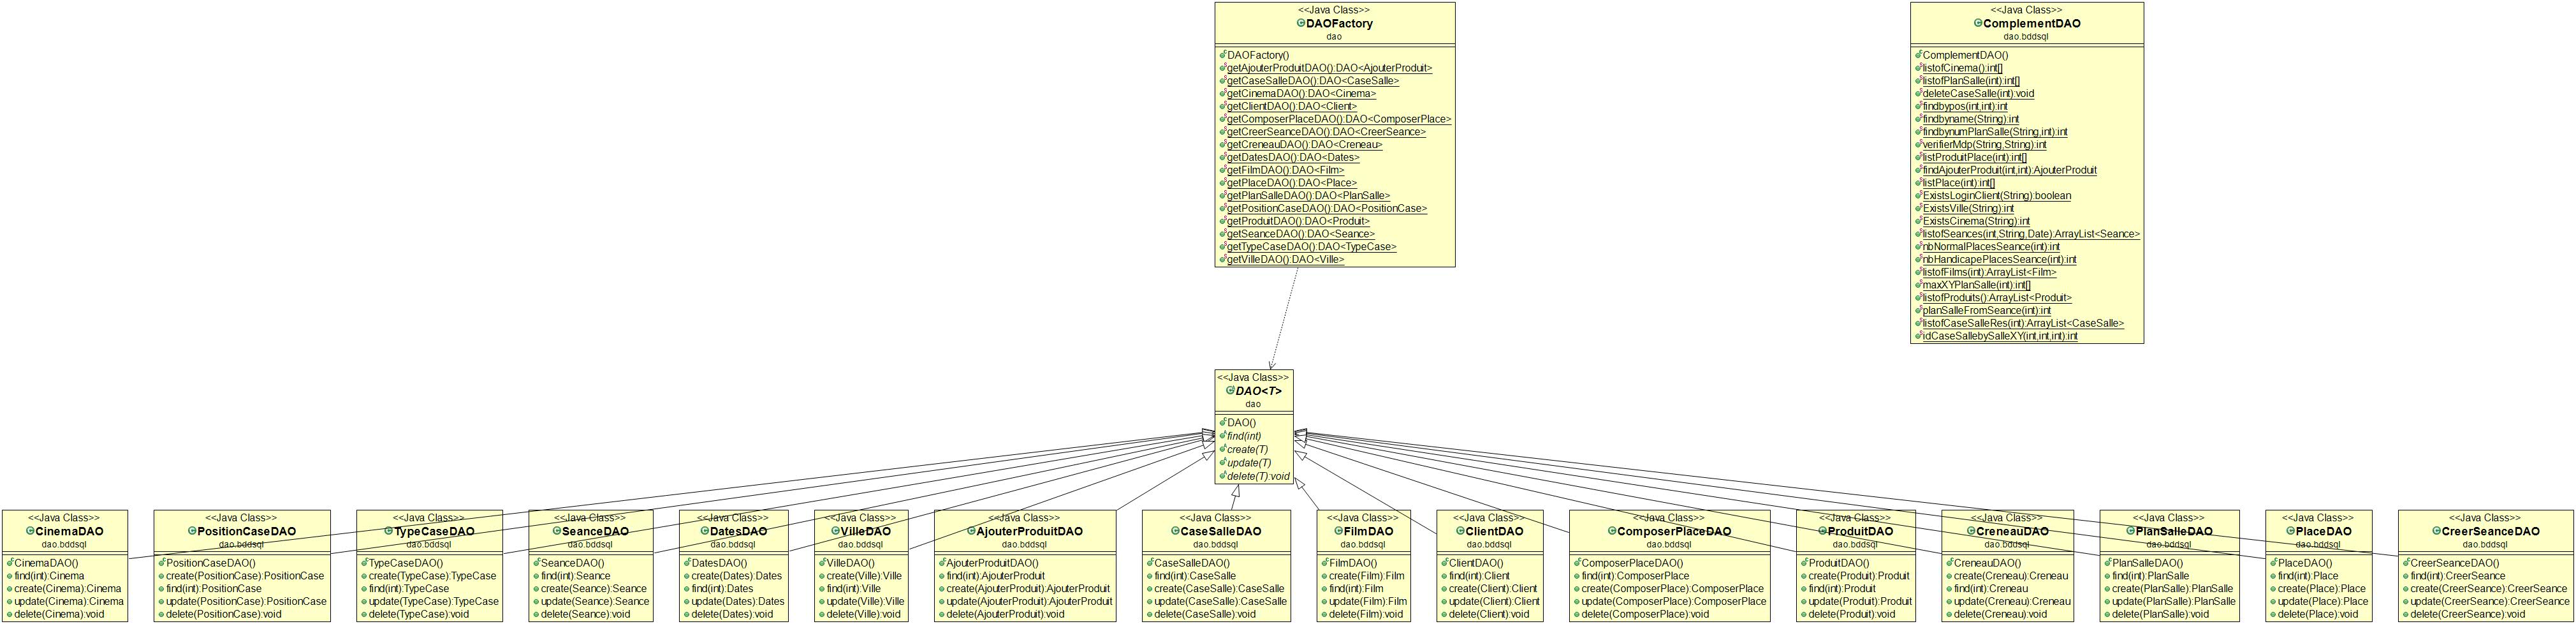 <<Java Class>>
DAOFactory
dao
DAOFactory()
getAjouterProduitDAO():DAO<AjouterProduit>
getCaseSalleDAO():DAO<CaseSalle>
getCinemaDAO():DAO<Cinema>
getClientDAO():DAO<Client>
getComposerPlaceDAO():DAO<ComposerPlace>
getCreerSeanceDAO():DAO<CreerSeance>
getCreneauDAO():DAO<Creneau>
getDatesDAO():DAO<Dates>
getFilmDAO():DAO<Film>
getPlaceDAO():DAO<Place>
getPlanSalleDAO():DAO<PlanSalle>
getPositionCaseDAO():DAO<PositionCase>
getProduitDAO():DAO<Produit>
getSeanceDAO():DAO<Seance>
getTypeCaseDAO():DAO<TypeCase>
getVilleDAO():DAO<Ville>
<<Java Class>>
ComplementDAO
dao.bddsql
ComplementDAO()
listofCinema():int[]
listofPlanSalle(int):int[]
deleteCaseSalle(int):void
findbypos(int,int):int
findbyname(String):int
findbynumPlanSalle(String,int):int
verifierMdp(String,String):int
listProduitPlace(int):int[]
findAjouterProduit(int,int):AjouterProduit
listPlace(int):int[]
ExistsLoginClient(String):boolean
ExistsVille(String):int
ExistsCinema(String):int
listofSeances(int,String,Date):ArrayList<Seance>
nbNormalPlacesSeance(int):int
nbHandicapePlacesSeance(int):int
listofFilms(int):ArrayList<Film>
maxXYPlanSalle(int):int[]
listofProduits():ArrayList<Produit>
planSalleFromSeance(int):int
listofCaseSalleRes(int):ArrayList<CaseSalle>
idCaseSallebySalleXY(int,int,int):int
<<Java Class>>
DAO<T>
dao
DAO()
find(int)
create(T)
update(T)
delete(T):void
<<Java Class>>
CinemaDAO
dao.bddsql
CinemaDAO()
find(int):Cinema
create(Cinema):Cinema
update(Cinema):Cinema
delete(Cinema):void
<<Java Class>>
PositionCaseDAO
dao.bddsql
PositionCaseDAO()
create(PositionCase):PositionCase
find(int):PositionCase
update(PositionCase):PositionCase
delete(PositionCase):void
<<Java Class>>
TypeCaseDAO
dao.bddsql
TypeCaseDAO()
create(TypeCase):TypeCase
find(int):TypeCase
update(TypeCase):TypeCase
delete(TypeCase):void
<<Java Class>>
SeanceDAO
dao.bddsql
SeanceDAO()
find(int):Seance
create(Seance):Seance
update(Seance):Seance
delete(Seance):void
<<Java Class>>
DatesDAO
dao.bddsql
DatesDAO()
create(Dates):Dates
find(int):Dates
update(Dates):Dates
delete(Dates):void
<<Java Class>>
VilleDAO
dao.bddsql
VilleDAO()
create(Ville):Ville
find(int):Ville
update(Ville):Ville
delete(Ville):void
<<Java Class>>
AjouterProduitDAO
dao.bddsql
AjouterProduitDAO()
find(int):AjouterProduit
create(AjouterProduit):AjouterProduit
update(AjouterProduit):AjouterProduit
delete(AjouterProduit):void
<<Java Class>>
CaseSalleDAO
dao.bddsql
CaseSalleDAO()
find(int):CaseSalle
create(CaseSalle):CaseSalle
update(CaseSalle):CaseSalle
delete(CaseSalle):void
<<Java Class>>
FilmDAO
dao.bddsql
FilmDAO()
create(Film):Film
find(int):Film
update(Film):Film
delete(Film):void
<<Java Class>>
ClientDAO
dao.bddsql
ClientDAO()
find(int):Client
create(Client):Client
update(Client):Client
delete(Client):void
<<Java Class>>
ComposerPlaceDAO
dao.bddsql
ComposerPlaceDAO()
find(int):ComposerPlace
create(ComposerPlace):ComposerPlace
update(ComposerPlace):ComposerPlace
delete(ComposerPlace):void
<<Java Class>>
ProduitDAO
dao.bddsql
ProduitDAO()
create(Produit):Produit
find(int):Produit
update(Produit):Produit
delete(Produit):void
<<Java Class>>
CreneauDAO
dao.bddsql
CreneauDAO()
create(Creneau):Creneau
find(int):Creneau
update(Creneau):Creneau
delete(Creneau):void
<<Java Class>>
PlanSalleDAO
dao.bddsql
PlanSalleDAO()
find(int):PlanSalle
create(PlanSalle):PlanSalle
update(PlanSalle):PlanSalle
delete(PlanSalle):void
<<Java Class>>
PlaceDAO
dao.bddsql
PlaceDAO()
find(int):Place
create(Place):Place
update(Place):Place
delete(Place):void
<<Java Class>>
CreerSeanceDAO
dao.bddsql
CreerSeanceDAO()
find(int):CreerSeance
create(CreerSeance):CreerSeance
update(CreerSeance):CreerSeance
delete(CreerSeance):void